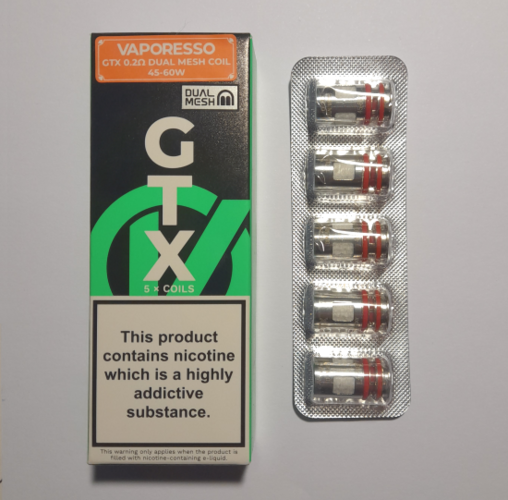 VAPORESSO
GTX 0.2Ω DUAL MESH COIL
45-60W
DUAL
MESH
G
T
X
5 × COILS
This product
contains nicotine
which is a highly
addictive
substance.
This warning only applies when the product is
filled with nicotine-containing e-liquid.